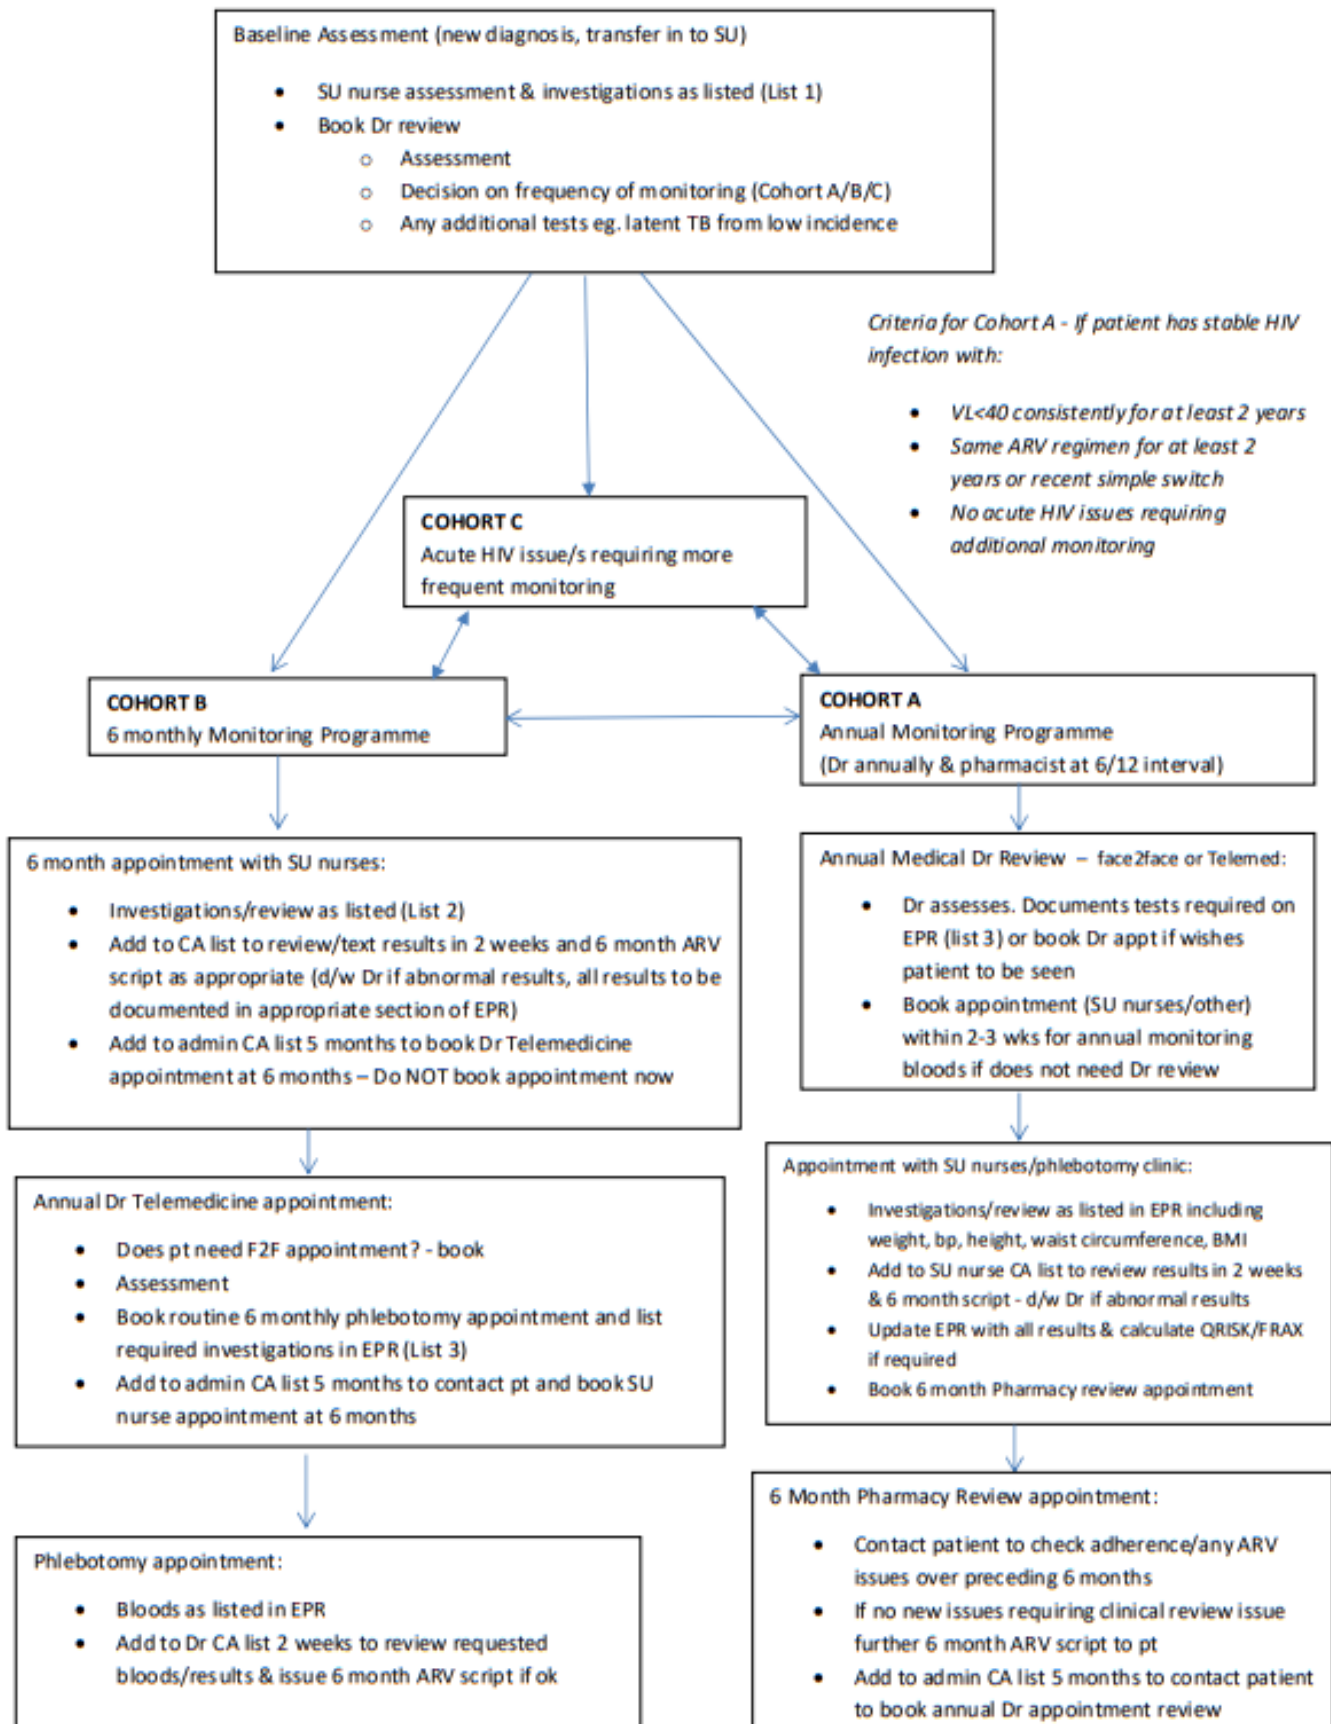 Baseline Assessment (new diagnosis, transfer in to SU)
• SU nurse assessment & investigations as listed (List 1)
• Book Dr review
o Assessment
o Decision on frequency of monitoring (Cohort A/B/C)
o Any additional tests eg. latent TB from low incidence
Criteria for Cohort A - If patient has stable HIV
infection with:
• VL<40 consistently for at least 2 years
• Same ARV regimen for at least 2
years or recent simple switch
• No acute HIV issues requiring
additional monitoring
COHORT C
Acute HIV issue/s requiring more
frequent monitoring
COHORT B
6 monthly Monitoring Programme
COHORT A
Annual Monitoring Programme
(Dr annually & pharmacist at 6/12 interval)
6 month appointment with SU nurses:
• Investigations/review as listed (List 2)
• Add to CA list to review/text results in 2 weeks and 6 month ARV
script as appropriate (d/w Dr if abnormal results, all results to be
documented in appropriate section of EPR)
• Add to admin CA list 5 months to book Dr Telemedicine
appointment at 6 months – Do NOT book appointment now
Annual Medical Dr Review – face2face or Telemed:
• Dr assesses. Documents tests required on
EPR (list 3) or book Dr appt if wishes
patient to be seen
• Book appointment (SU nurses/other)
within 2-3 wks for annual monitoring
bloods if does not need Dr review
Annual Dr Telemedicine appointment:
• Does pt need F2F appointment? - book
• Assessment
• Book routine 6 monthly phlebotomy appointment and list
required investigations in EPR (List 3)
• Add to admin CA list 5 months to contact pt and book SU
nurse appointment at 6 months
Appointment with SU nurses/phlebotomy clinic:
• Investigations/review as listed in EPR including
weight, bp, height, waist circumference, BMI
• Add to SU nurse CA list to review results in 2 weeks
& 6 month script - d/w Dr if abnormal results
• Update EPR with all results & calculate QRISK/FRAX
if required
• Book 6 month Pharmacy review appointment
Phlebotomy appointment:
• Bloods as listed in EPR
• Add to Dr CA list 2 weeks to review requested
bloods/results & issue 6 month ARV script if ok
6 Month Pharmacy Review appointment:
• Contact patient to check adherence/any ARV
issues over preceding 6 months
• If no new issues requiring clinical review issue
further 6 month ARV script to pt
• Add to admin CA list 5 months to contact patient
to book annual Dr appointment review